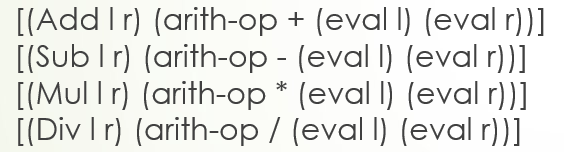 [(Add l r) (arith-op + (eval l) (eval r))]
[(Sub l r) (arith-op - (eval l) (eval r))]
[(Mul l r) (arith-op * (eval l) (eval r))]
[(Div l r) (arith-op / (eval l) (eval r))]